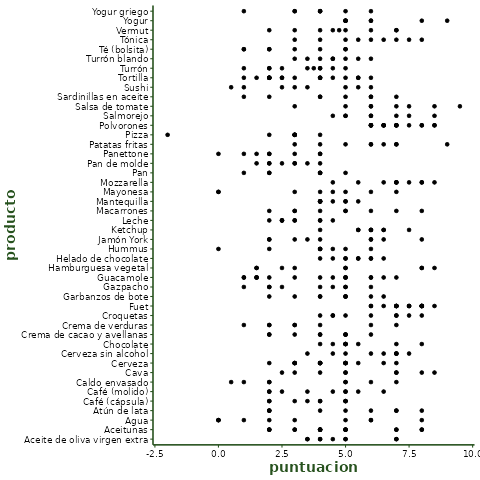 Yogur griego
Yogur
Vermut
Tónica
Té (bolsita)
Turrón blando
Turrón
Tortilla
Sushi
Sardinillas en aceite
Salsa de tomate
Salmorejo
Polvorones
Pizza
Patatas fritas
Panettone
Pan de molde
Pan
Mozzarella
Mayonesa
Mantequilla
Macarrones
Leche
Ketchup
Jamón York
Hummus
Helado de chocolate
Hamburguesa vegetal
Guacamole
Gazpacho
Garbanzos de bote
Fuet
Croquetas
Crema de verduras
Crema de cacao y avellanas
Chocolate
Cerveza sin alcohol
Cerveza
Cava
Caldo envasado
Café (molido)
Café (cápsula)
Atún de lata
Agua
Aceitunas
Aceite de oliva virgen extra
producto
-2.5 0.0 2.5 5.0 7.5 10.0
puntuacion